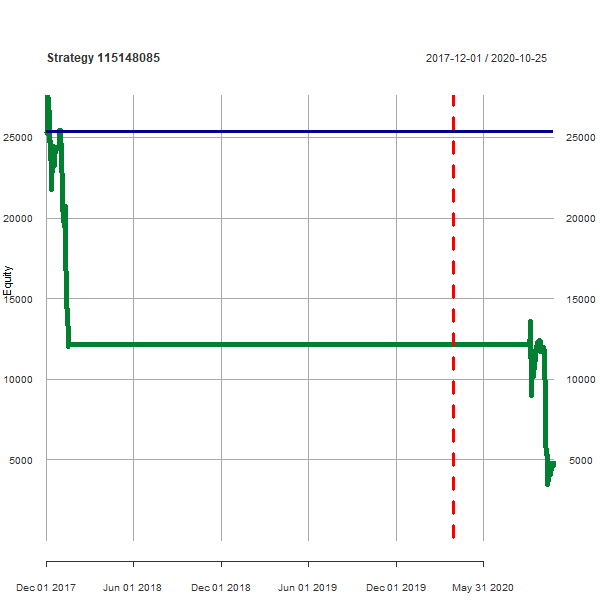 Strategy 115148085
2017-12-01 / 2020-10-25
25000
25000
20000
20000
Equity
15000
15000
10000
10000
5000
5000
Dec 01 2017
Jun 01 2018
Dec 01 2018
Jun 01 2019
Dec 01 2019
May 31 2020